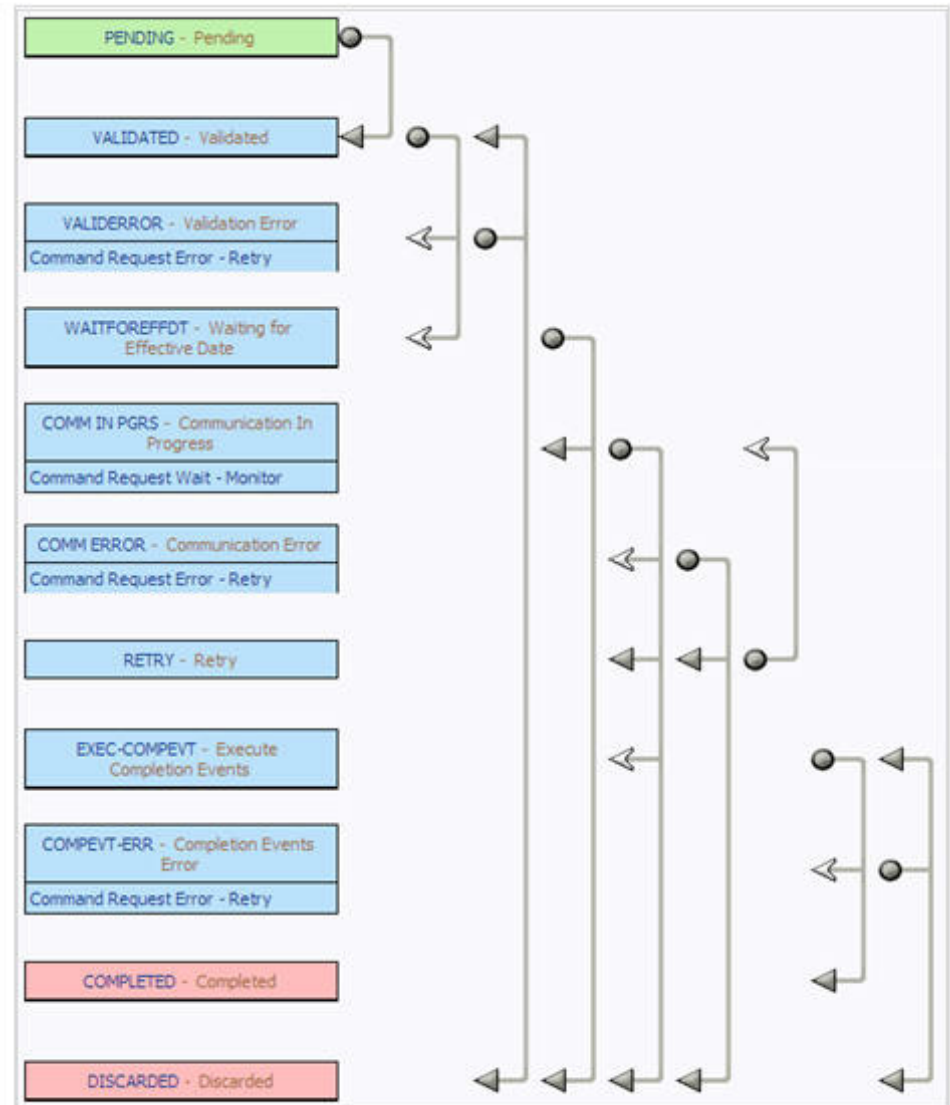 PENDING - Pending
VALIDATED - Validated
VALIDERROR - Validation Error
Command Request Error - Retry
WAITFOREFFDT - Waiting for
Effective Date
COMM IN PGRS - Communication In
Progress
Command Request Wait - Monitor
COMM ERROR - Communication Error
Command Request Error - Retry
RETRY - Retry
EXEC-COMPEVT - Execute
Completion Events
COMPEVT-ERR - Completion Events
Error
Command Request Error - Retry
COMPLETED - Completed
DISCARDED - Discarded